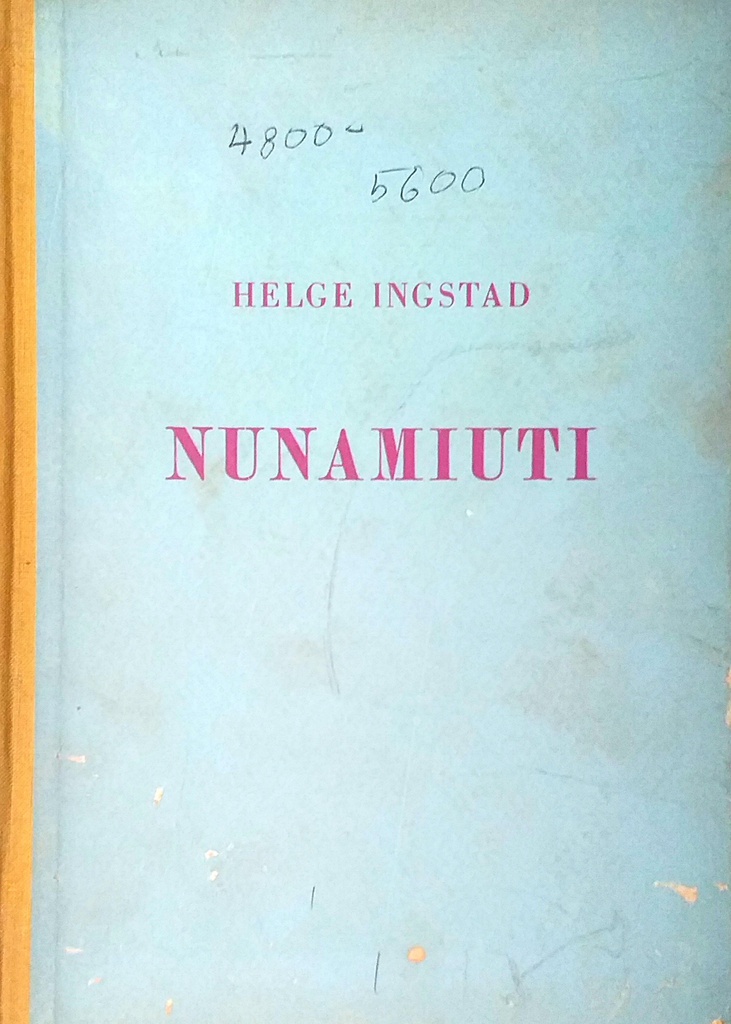 4800-
5600
HELGE INGSTAD
NUNAMIUTI